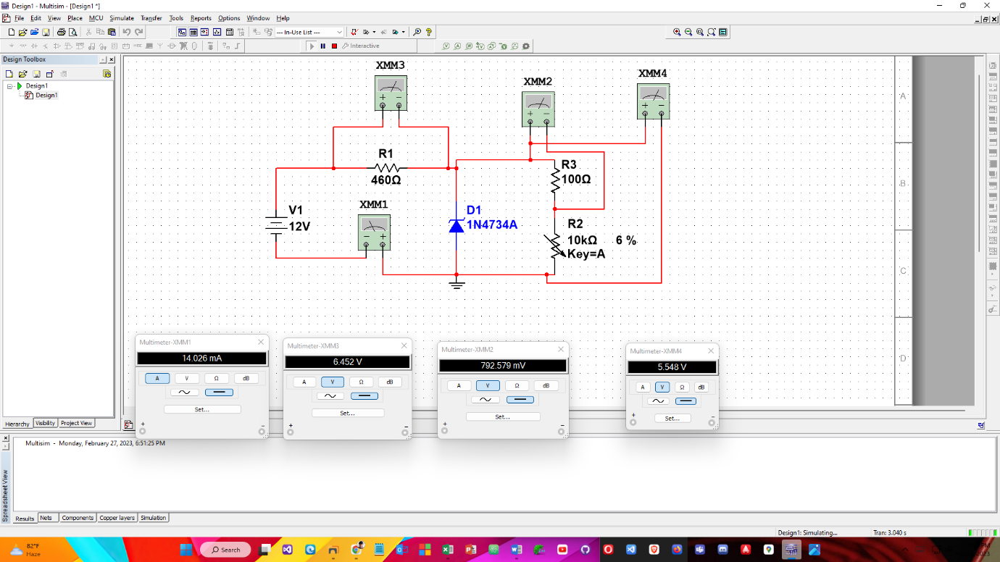 Design1 - Multisim - [Design1 *]
File Edit View Place MCU Simulate Transfer Tools Reports Options Window Help
--- In-Use List ---
Interactive
Design Toolbox
Design1
Design1
XMM3
XMM2
XMM4
R1
460Ω
R3
100Ω
XMM1
V1
12V
D1
1N4734A
R2
10kΩ 6 %
Key=A
A
B
C
D
Multimeter-XMM1
14.026 mA
A V Ω dB
Set...
Multimeter-XMM3
6.452 V
A V Ω dB
Set...
Multimeter-XMM2
792.579 mV
A V Ω dB
Set...
Multimeter-XMM4
5.548 V
A V Ω dB
Set...
Hierarchy Visibility Project View
Multisim - Monday, February 27, 2023, 6:51:25 PM
Spreadsheet View
Results Nets Components Copper layers Simulation
Design1: Simulating... Tran: 3.040 s
82°F
Haze
Search